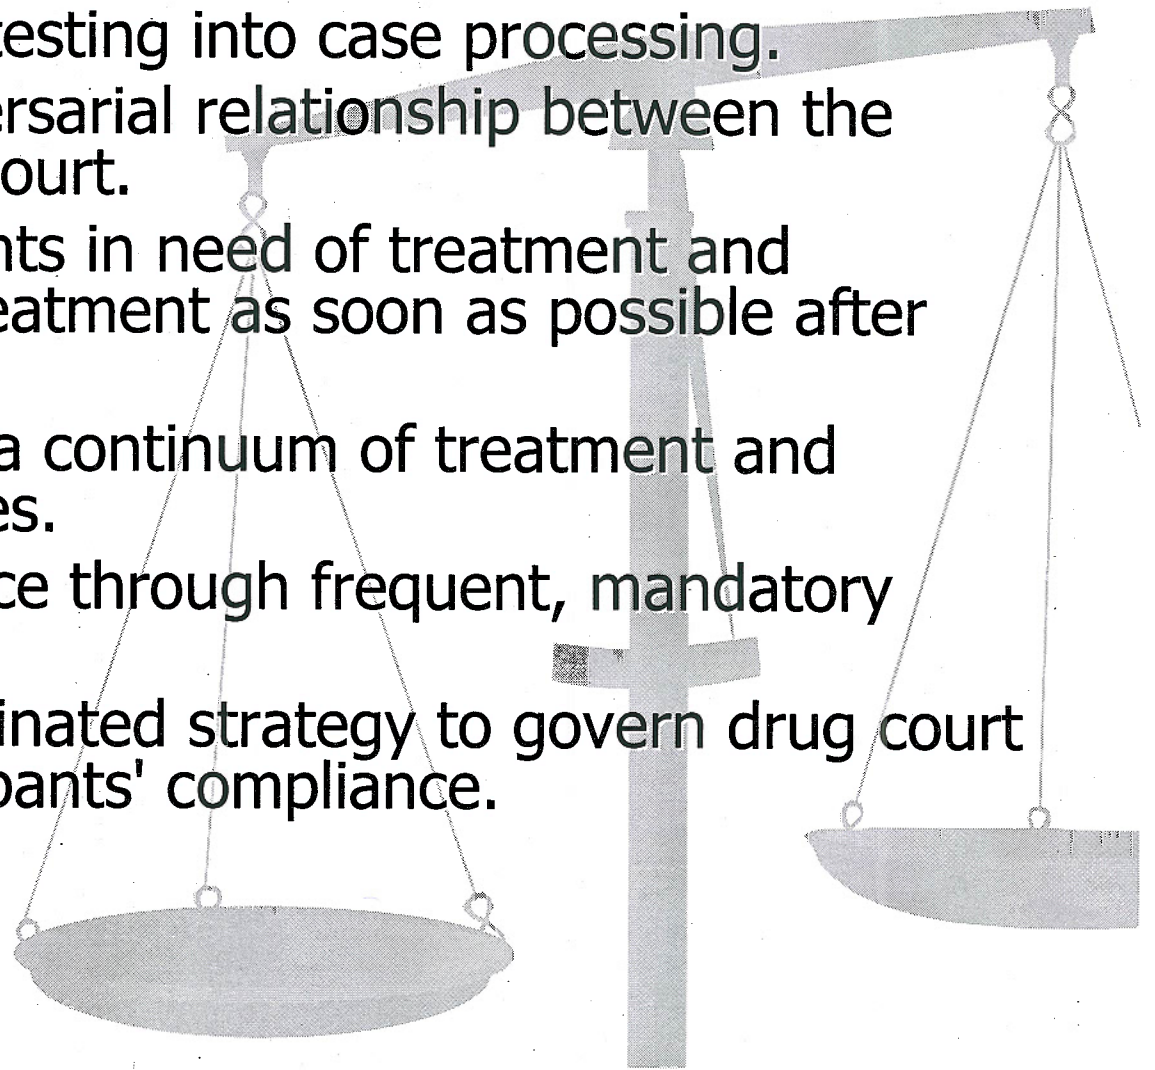 testing into case processing.
ersarial relationship between the
ourt.
nts in need of treatment and
eatment as soon as possible after
a continuum of treatment and
es.
ce through frequent, mandatory
inated strategy to govern drug court
pants' compliance.